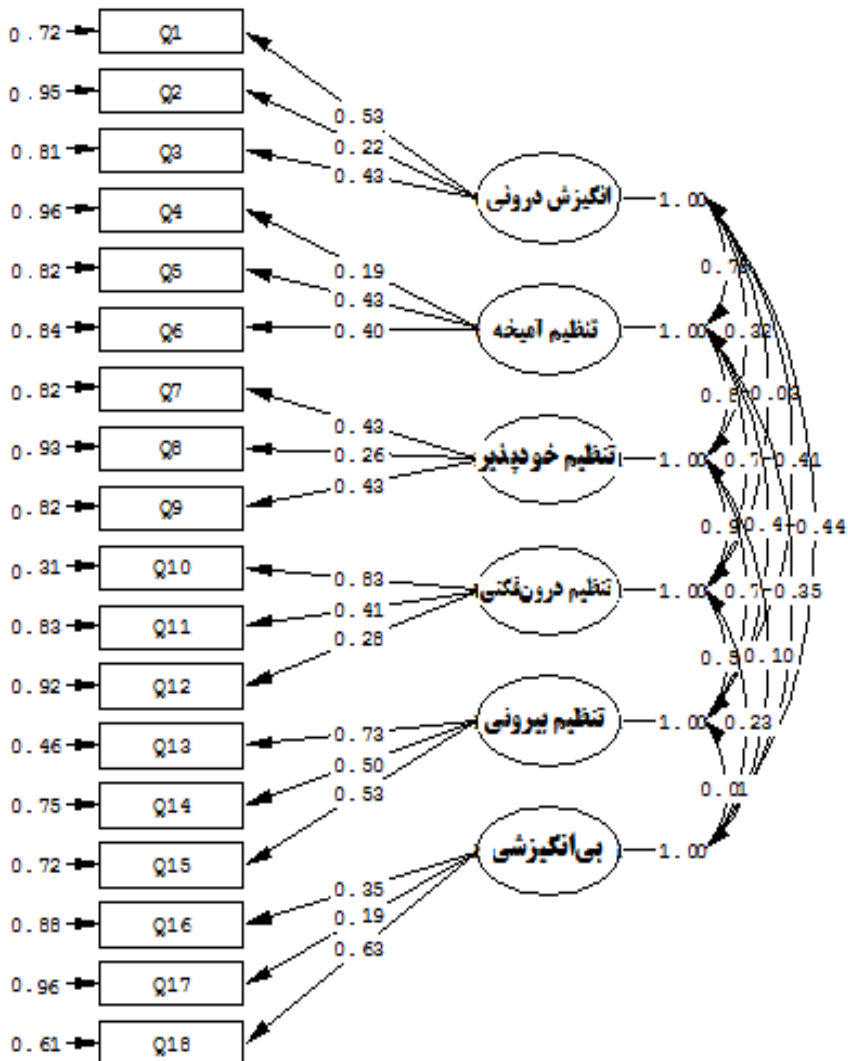 0.72 Q1
0.95 Q2
0.81 Q3
0.96 Q4
0.82 Q5
0.84 Q6
0.82 Q7
0.93 Q8
0.82 Q9
0.31 Q10
0.83 Q11
0.92 Q12
0.46 Q13
0.75 Q14
0.72 Q15
0.88 Q16
0.96 Q17
0.61 Q18
0.53
0.22
0.43
0.19
0.43
0.40
0.43
0.26
0.43
0.83
0.41
0.28
0.73
0.50
0.53
0.35
0.19
0.63
انگیزش درونی 1.00
تنظیم آمیخه 1.00
تنظیم خودپذیر 1.00
تنظیم درون‌فکنی 1.00
تنظیم بیرونی 1.00
بی‌انگیزشی 1.00
0.32
0.03
0.41
0.44
0.35
0.10
0.23
0.01